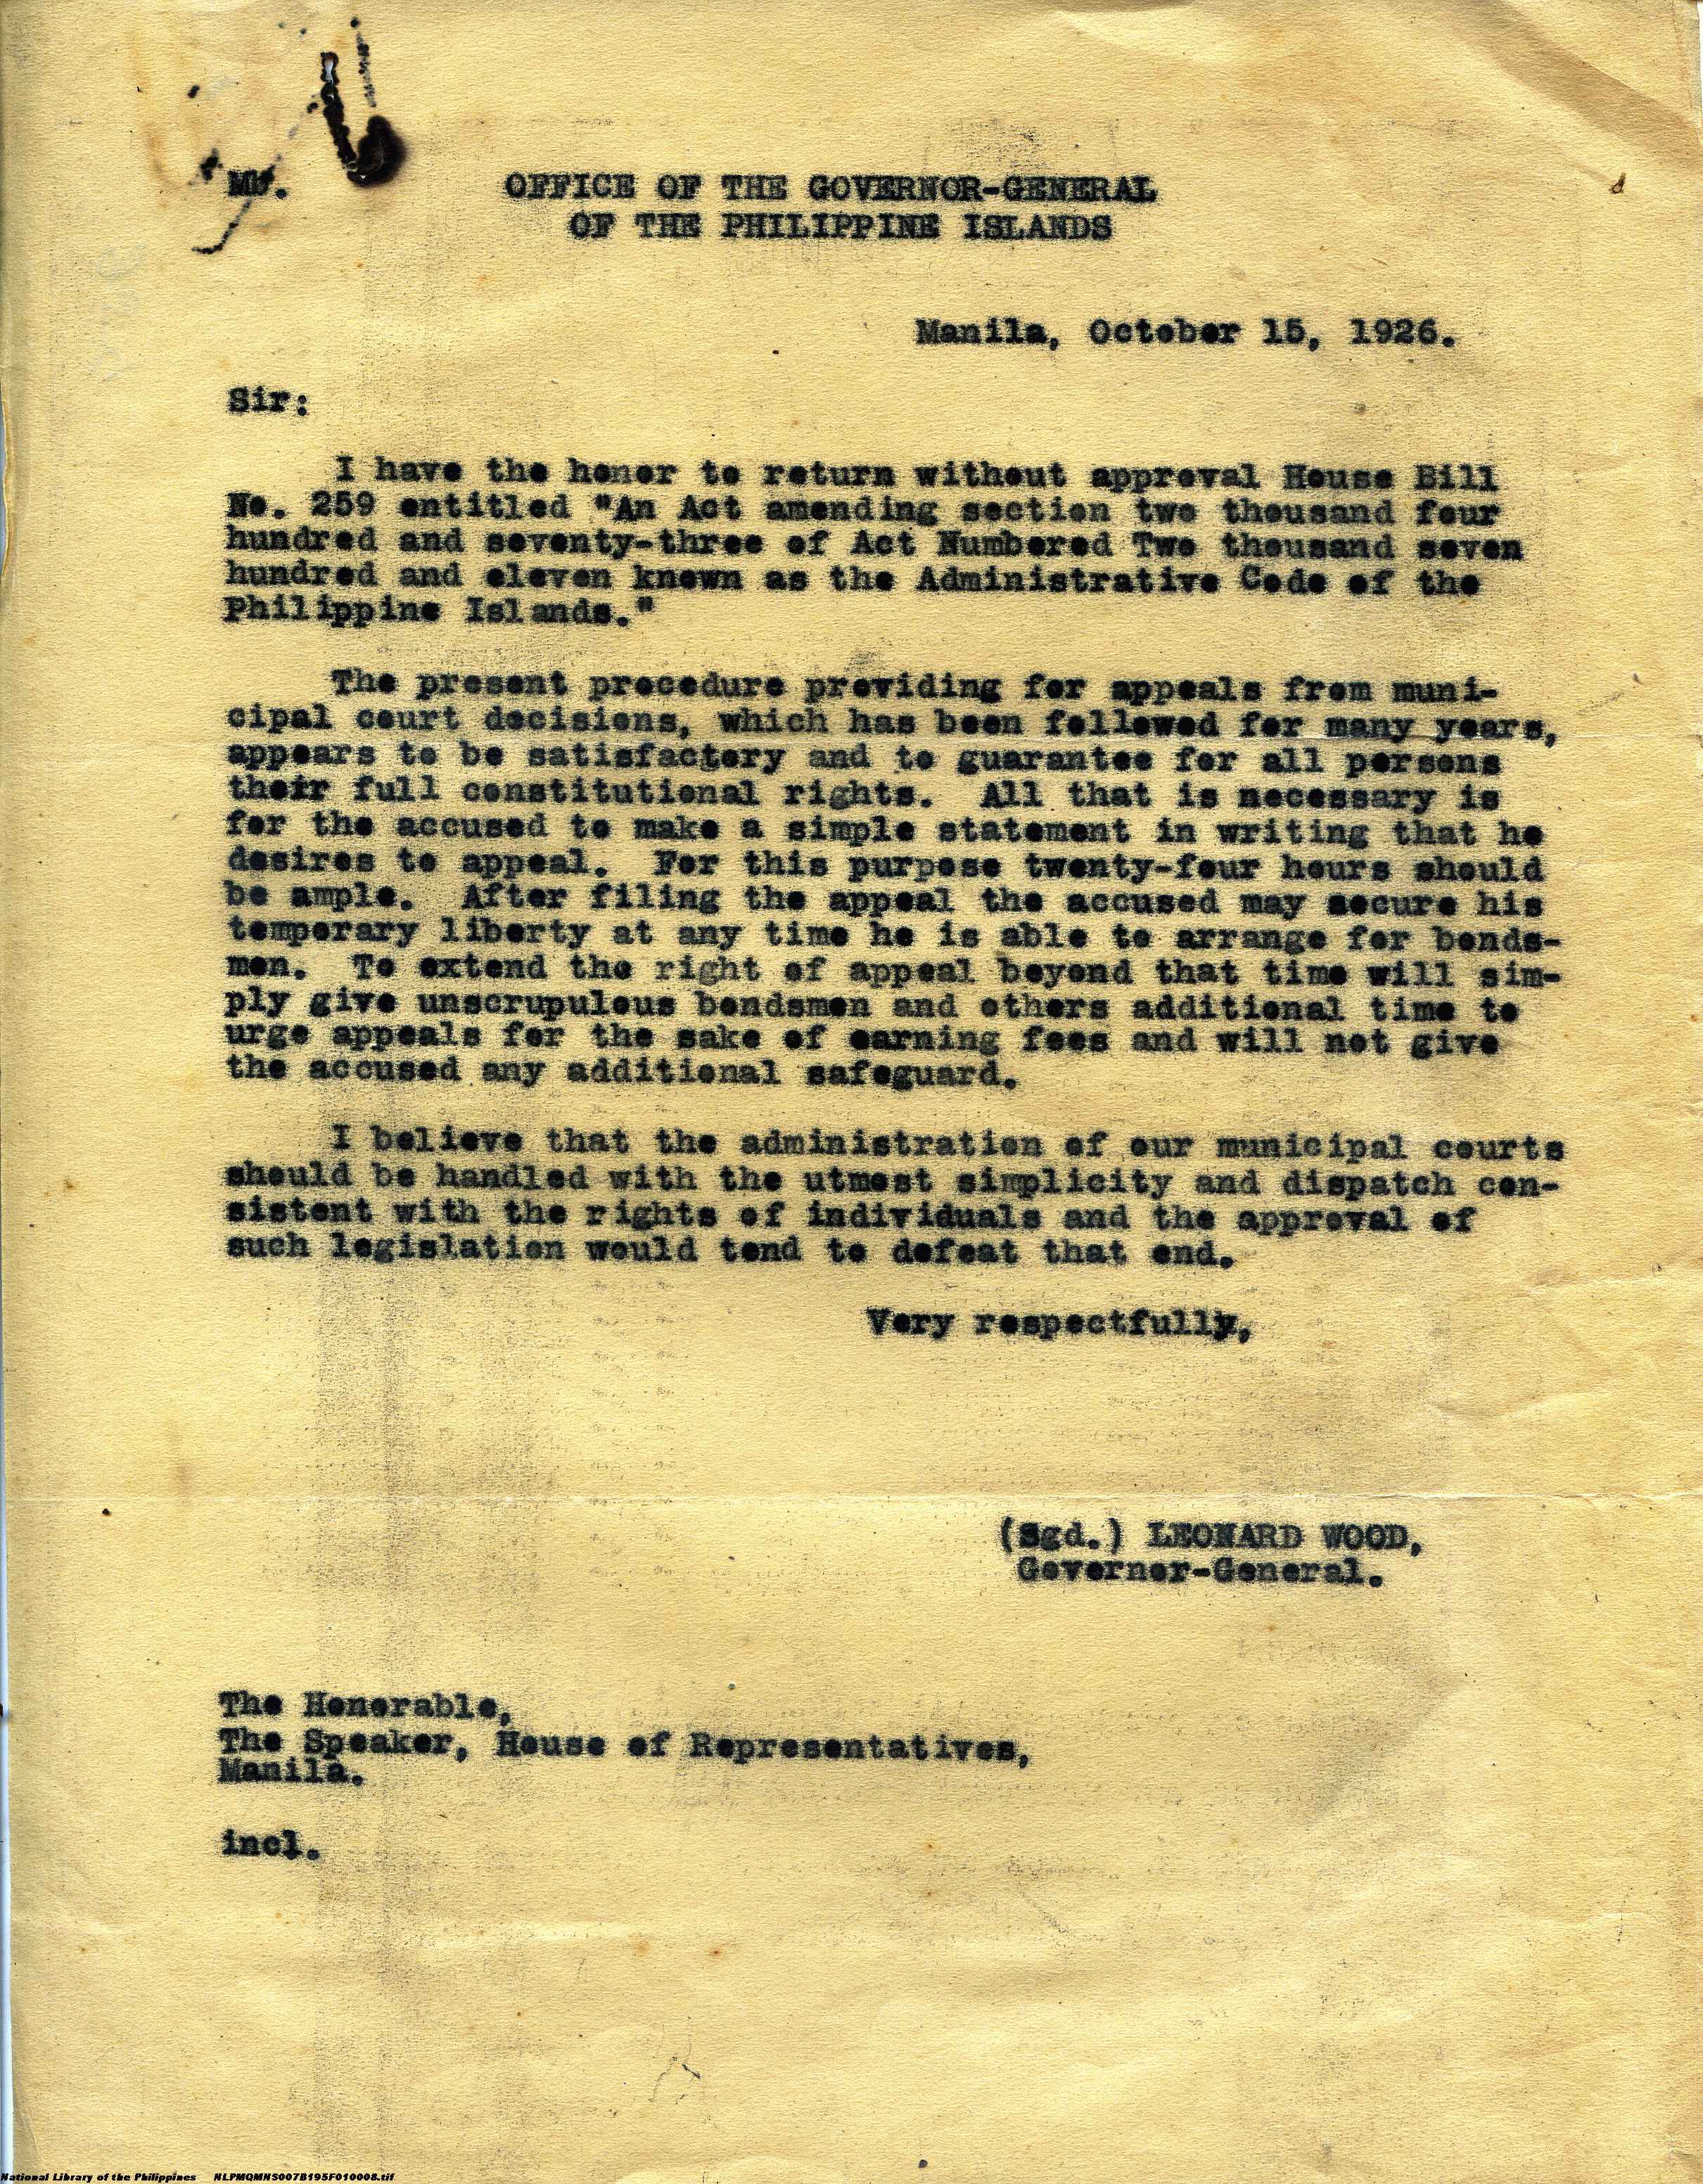 Mb.
OFFICE OF THE GOVERNOR-GENERAL
OF THE PHILIPPINE ISLANDS
Manila, October 15, 1926.
Sir:
I have the honor to return without approval House Bill
No. 259 entitled "An Act amending section two thousand four
hundred and seventy-three of Act Numbered Two thousand seven
hundred and eleven known as the Administrative Code of the
Philippine Islands."
The present procedure providing for appeals from muni-
cipal court decisions, which has been followed for many years,
appears to be satisfactory and to guarantee for all persons
their full constitutional rights. All that is necessary is
for the accused to make a simple statement in writing that he
desires to appeal. For this purpose twenty-four hours should
be ample. After filing the appeal the accused may secure his
temporary liberty at any time he is able to arrange for bonds-
men. To extend the right of appeal beyond that time will sim-
ply give unscrupulous bondsmen and others additional time to
urge appeals for the sake of earning fees and will not give
the accused any additional safeguard.
I believe that the administration of our municipal courts
should be handled with the utmost simplicity and dispatch con-
sistent with the rights of individuals and the approval of
such legislation would tend to defeat that end.
Very respectfully,
(Sgd.) LEONARD WOOD,
Governor-General.
The Honorable,
The Speaker, House of Representatives,
Manila.
incl.
National Library of the Philippines NLPMQMNS007B195F010008.tif